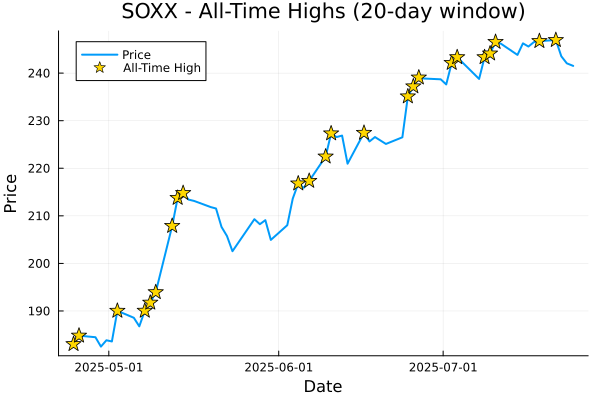 SOXX - All-Time Highs (20-day window)
Price
All-Time High
240
230
220
210
200
190
Price
2025-05-01
2025-06-01
2025-07-01
Date